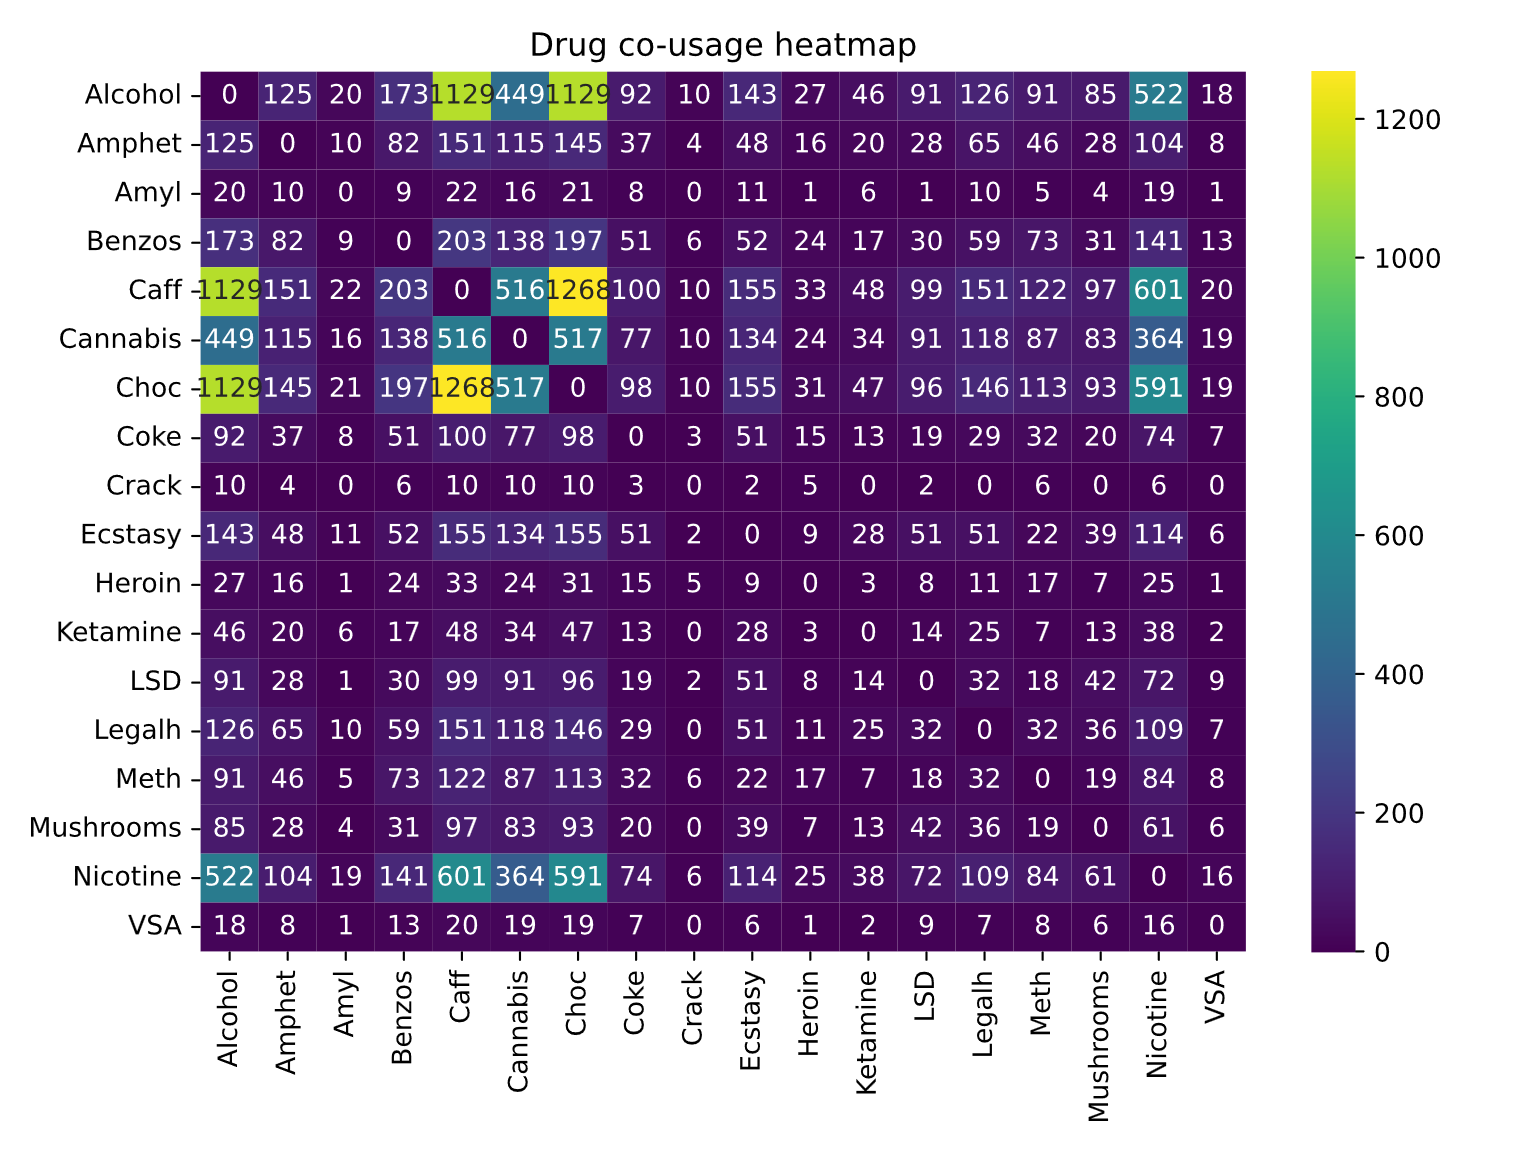 Drug co-usage heatmap
Alcohol 0 125 20 173 1129 449 1129 92 10 143 27 46 91 126 91 85 522 18
Amphet 125 0 10 82 151 115 145 37 4 48 16 20 28 65 46 28 104 8
Amyl 20 10 0 9 22 16 21 8 0 11 1 6 1 10 5 4 19 1
Benzos 173 82 9 0 203 138 197 51 6 52 24 17 30 59 73 31 141 13
Caff 1129 151 22 203 0 516 1268 100 10 155 33 48 99 151 122 97 601 20
Cannabis 449 115 16 138 516 0 517 77 10 134 24 34 91 118 87 83 364 19
Choc 1129 145 21 197 1268 517 0 98 10 155 31 47 96 146 113 93 591 19
Coke 92 37 8 51 100 77 98 0 3 51 15 13 19 29 32 20 74 7
Crack 10 4 0 6 10 10 10 3 0 2 5 0 2 0 6 0 6 0
Ecstasy 143 48 11 52 155 134 155 51 2 0 9 28 51 51 22 39 114 6
Heroin 27 16 1 24 33 24 31 15 5 9 0 3 8 11 17 7 25 1
Ketamine 46 20 6 17 48 34 47 13 0 28 3 0 14 25 7 13 38 2
LSD 91 28 1 30 99 91 96 19 2 51 8 14 0 32 18 42 72 9
Legalh 126 65 10 59 151 118 146 29 0 51 11 25 32 0 32 36 109 7
Meth 91 46 5 73 122 87 113 32 6 22 17 7 18 32 0 19 84 8
Mushrooms 85 28 4 31 97 83 93 20 0 39 7 13 42 36 19 0 61 6
Nicotine 522 104 19 141 601 364 591 74 6 114 25 38 72 109 84 61 0 16
VSA 18 8 1 13 20 19 19 7 0 6 1 2 9 7 8 6 16 0
Alcohol Amphet Amyl Benzos Caff Cannabis Choc Coke Crack Ecstasy Heroin Ketamine LSD Legalh Meth Mushrooms Nicotine VSA
1200
1000
800
600
400
200
0